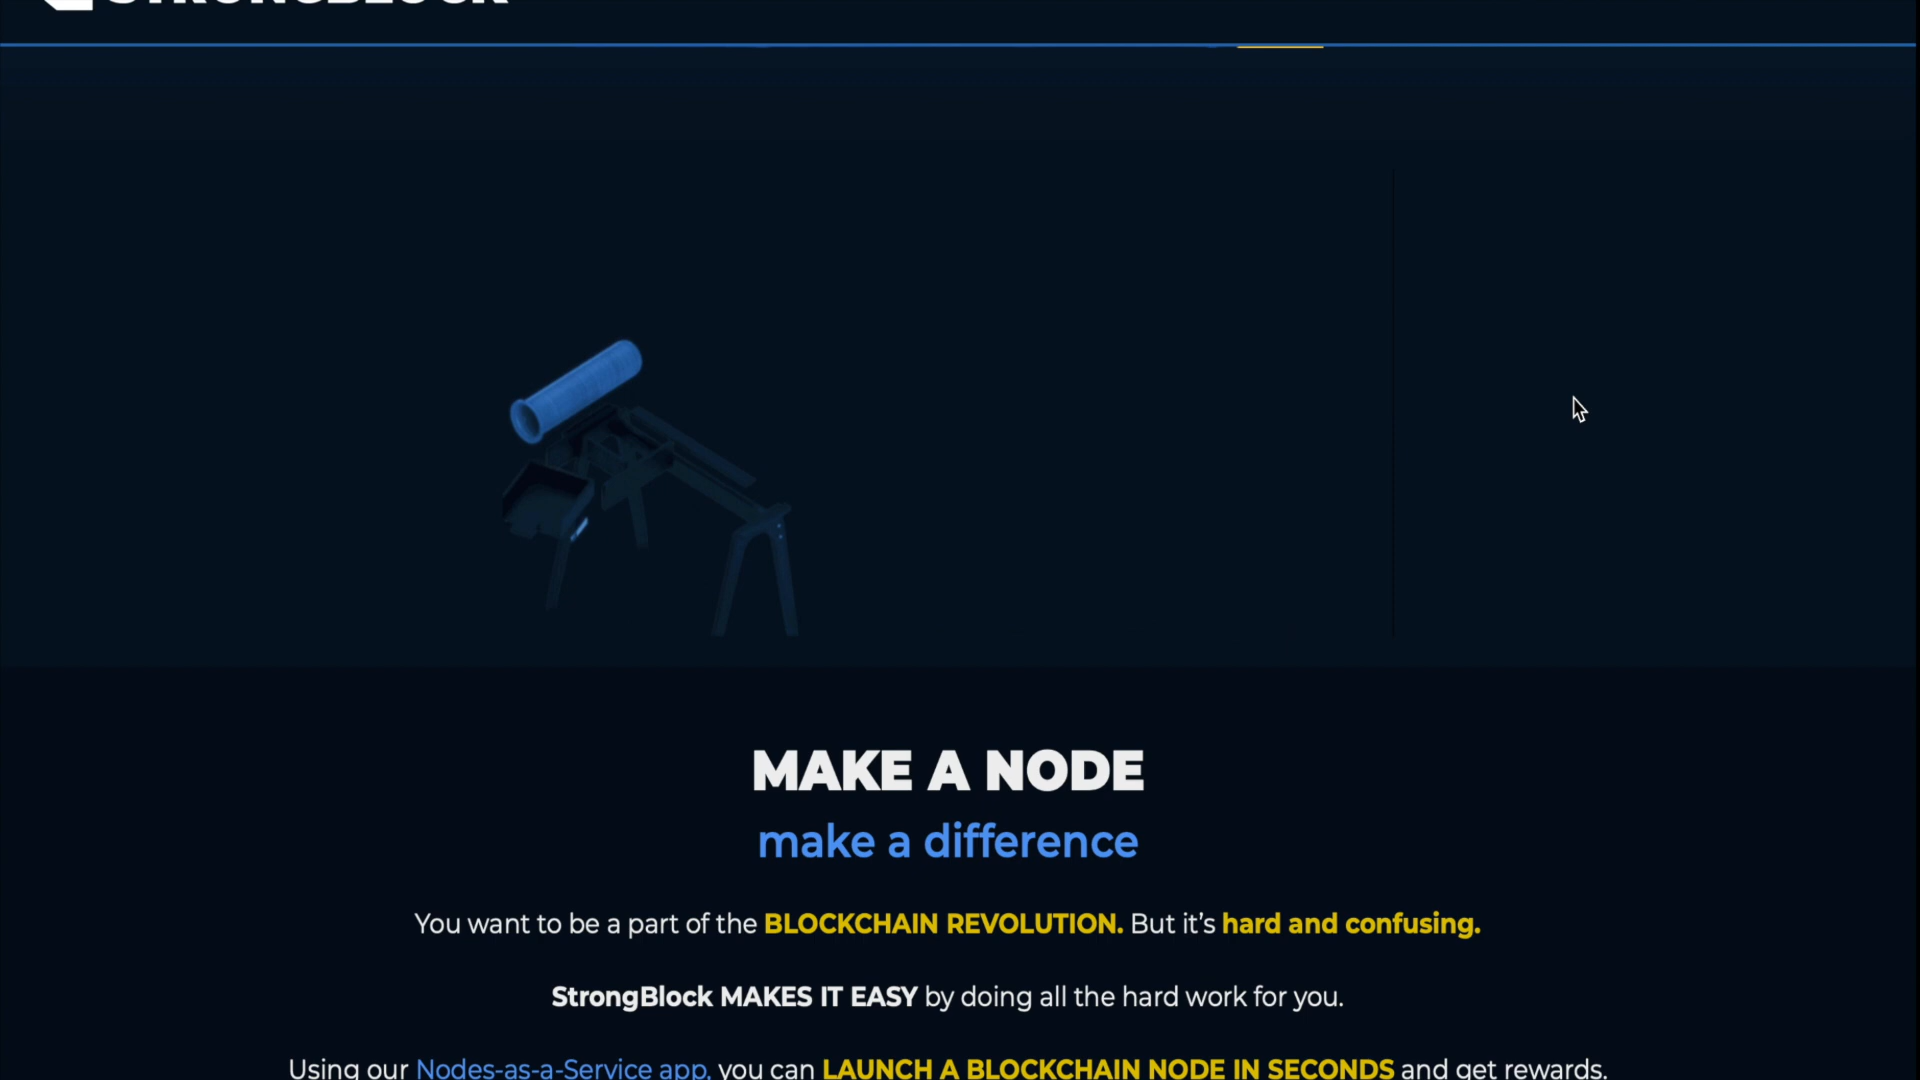 STRONGBLOCK
MAKE A NODE
make a difference
You want to be a part of the BLOCKCHAIN REVOLUTION. But it's hard and confusing.
StrongBlock MAKES IT EASY by doing all the hard work for you.
Using our Nodes-as-a-Service app, you can LAUNCH A BLOCKCHAIN NODE IN SECONDS and get rewards.